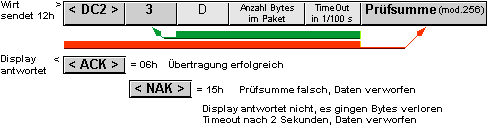 Wirt
sendet 12h
>
< DC2 >
3
D
Anzahl Bytes
im Paket
TimeOut
in 1/100 s
Prüfsumme (mod.256)
Display >
antwortet
< ACK >
= 06h Übertragung erfolgreich
< NAK >
= 15h Prüfsumme falsch, Daten verworfen
Display antwortet nicht, es gingen Bytes verloren
Timeout nach 2 Sekunden, Daten verworfen